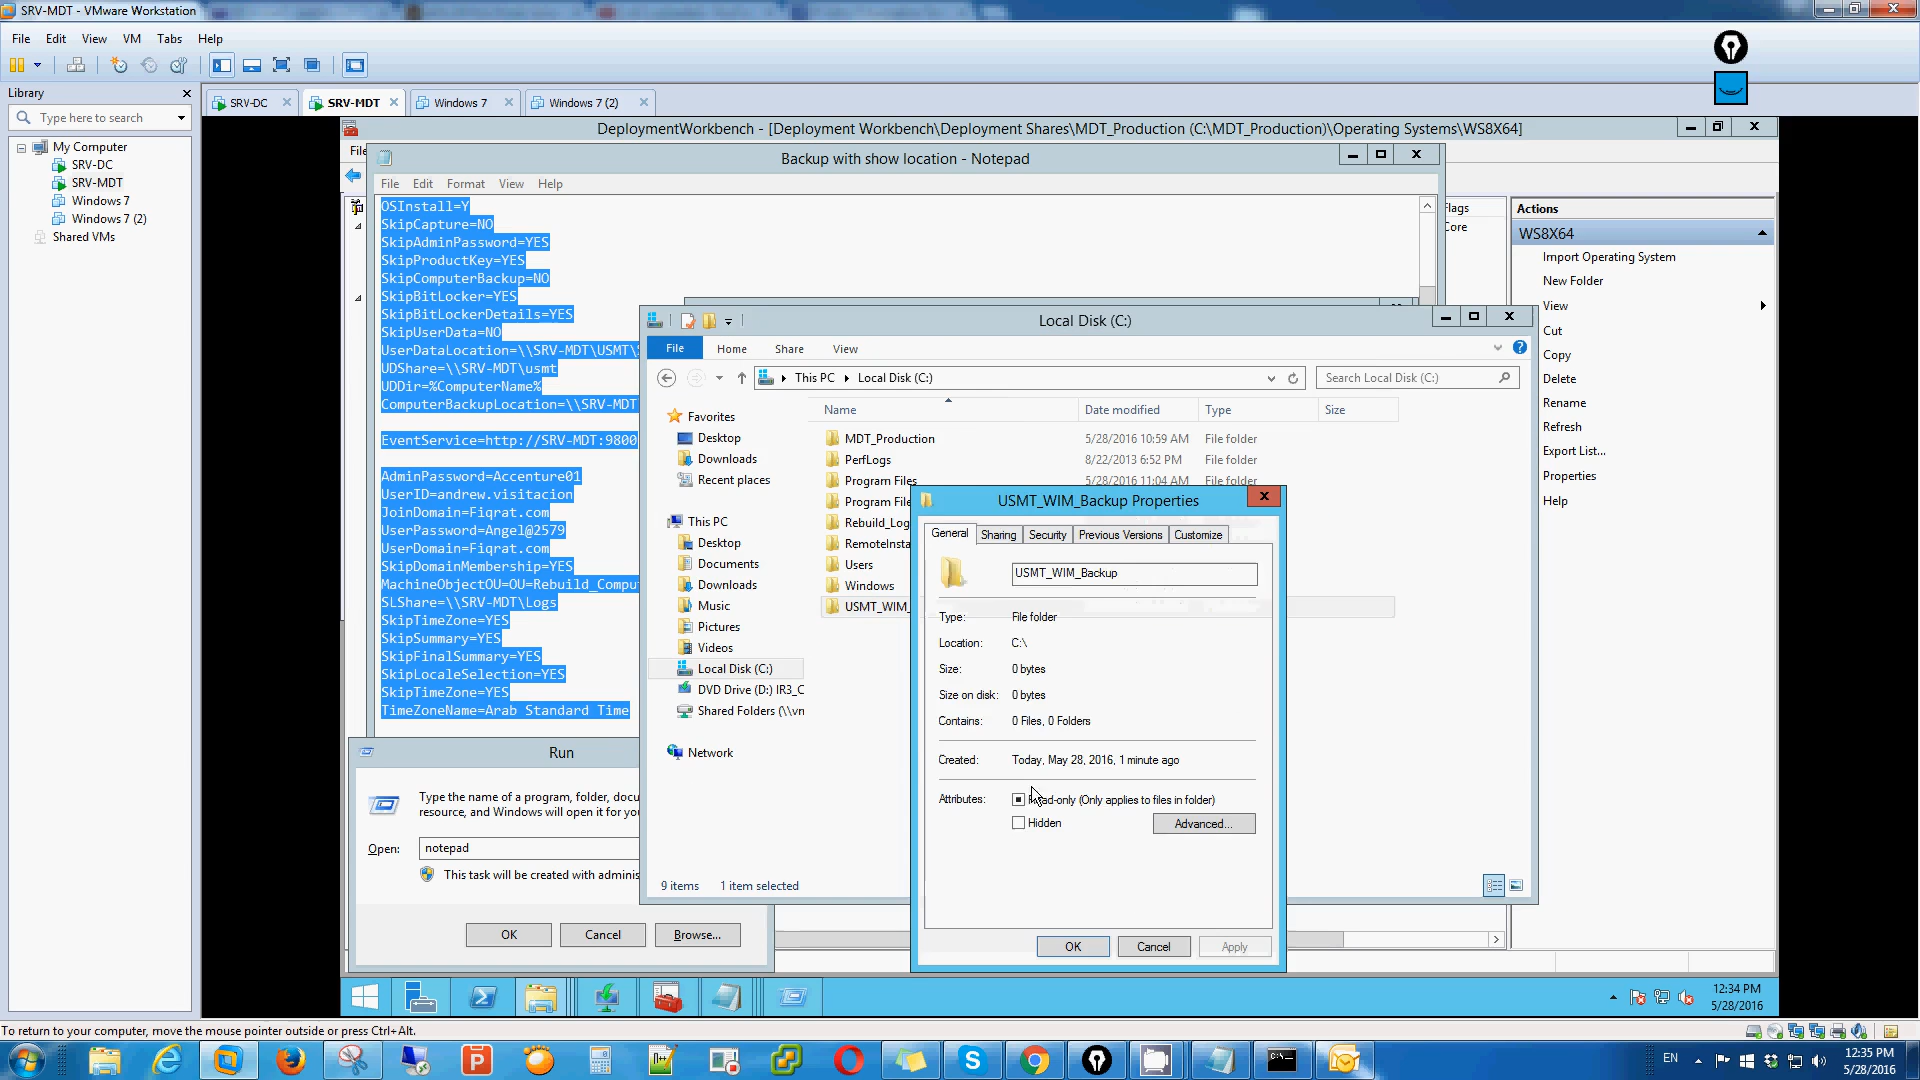 SRV-MDT - VMware Workstation
File Edit View VM Tabs Help
Library
Type here to search
My Computer
SRV-DC
SRV-MDT
Windows 7
Windows 7 (2)
Shared VMs
SRV-DC SRV-MDT Windows 7 Windows 7 (2)
DeploymentWorkbench - [Deployment Workbench\Deployment Shares\MDT_Production (C:\MDT_Production)\Operating Systems\WS8X64]
File
Backup with show location - Notepad
File Edit Format View Help
OSInstall=Y
SkipCapture=NO
SkipAdminPassword=YES
SkipProductKey=YES
SkipComputerBackup=NO
SkipBitLocker=YES
SkipBitLockerDetails=YES
SkipUserData=NO
UserDataLocation=\\SRV-MDT\USMT\
UDShare=\\SRV-MDT\usmt
UDDir=%ComputerName%
ComputerBackupLocation=\\SRV-MDT
EventService=http://SRV-MDT:9800
AdminPassword=Accenture01
UserID=andrew.visitacion
JoinDomain=Fiqrat.com
UserPassword=Angel@2579
UserDomain=Fiqrat.com
SkipDomainMembership=YES
MachineObjectOU=OU=Rebuild_Compu
SLShare=\\SRV-MDT\Logs
SkipTimeZone=YES
SkipSummary=YES
SkipFinalSummary=YES
SkipLocaleSelection=YES
SkipTimeZone=YES
TimeZoneName=Arab Standard Time
Flags
Core
Actions
WS8X64
Import Operating System
New Folder
View
Cut
Copy
Delete
Rename
Refresh
Export List...
Properties
Help
Local Disk (C:)
File Home Share View
This PC Local Disk (C:)
Search Local Disk (C:)
Name Date modified Type Size
Favorites
Desktop
Downloads
Recent places
This PC
Desktop
Documents
Downloads
Music
Pictures
Videos
Local Disk (C:)
DVD Drive (D:) IR3_C
Shared Folders (\\vn
Network
MDT_Production 5/28/2016 10:59 AM File folder
PerfLogs 8/22/2013 6:52 PM File folder
Program Files 5/28/2016 11:04 AM File folder
Program File
Rebuild_Log
RemoteInsta
Users
Windows
USMT_WIM_
9 items 1 item selected
USMT_WIM_Backup Properties
General Sharing Security Previous Versions Customize
USMT_WIM_Backup
Type: File folder
Location: C:\
Size: 0 bytes
Size on disk: 0 bytes
Contains: 0 Files, 0 Folders
Created: Today, May 28, 2016, 1 minute ago
Attributes: Read-only (Only applies to files in folder)
Hidden
Advanced...
OK Cancel Apply
Run
Type the name of a program, folder, docu
resource, and Windows will open it for yo
Open: notepad
This task will be created with adminis
OK Cancel Browse...
12:34 PM
5/28/2016
To return to your computer, move the mouse pointer outside or press Ctrl+Alt.
EN
12:35 PM
5/28/2016